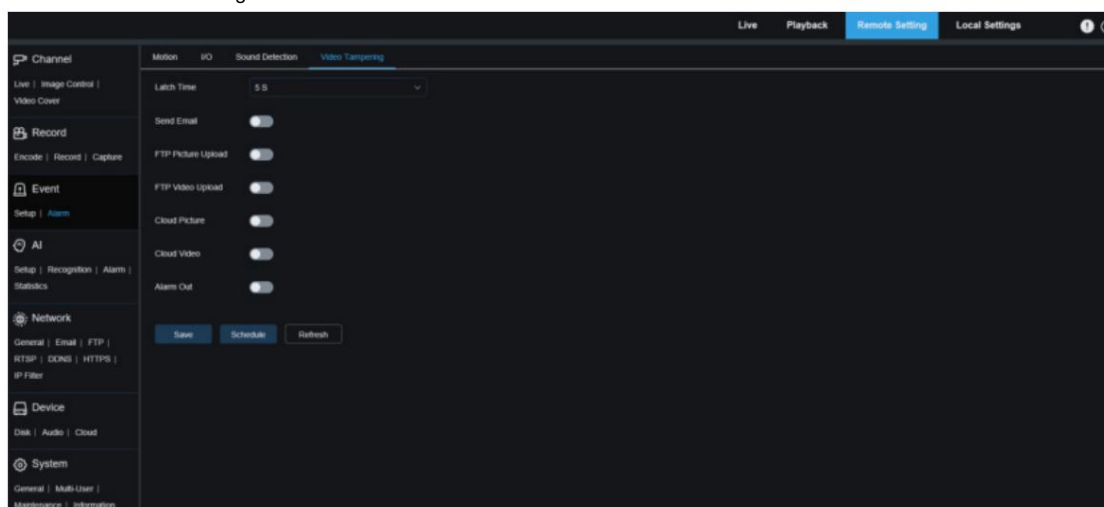 Live Playback Remote Setting Local Settings
Channel
Live | Image Control |
Video Cover
Record
Encode | Record | Capture
Event
Setup | Alarm
AI
Setup | Recognition | Alarm |
Statistics
Network
General | Email | FTP |
RTSP | DDNS | HTTPS |
IP Filter
Device
Disk | Audio | Cloud
System
General | Multi-User |
Maintenance | Information
Motion I/O Sound Detection Video Tampering
Latch Time 5 S
Send Email
FTP Picture Upload
FTP Video Upload
Cloud Picture
Cloud Video
Alarm Out
Save Schedule Refresh